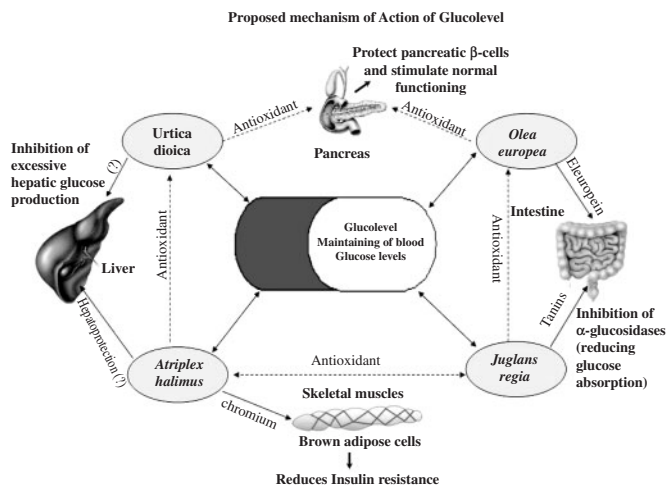 Proposed mechanism of Action of Glucolevel
Protect pancreatic β-cells
and stimulate normal
functioning
Antioxidant
Antioxidant
Pancreas
Urtica
dioica
Olea
europea
Inhibition of
excessive
hepatic glucose
production
(?)
Eleuropein
Intestine
Glucolevel
Maintaining of blood
Glucose levels
Liver
Antioxidant
Antioxidant
Tanins
Inhibition of
α-glucosidases
(reducing
glucose
absorption)
Hepatoprotection (?)
Atriplex
halimus
Antioxidant
Juglans
regia
chromium
Skeletal muscles
Brown adipose cells
Reduces Insulin resistance